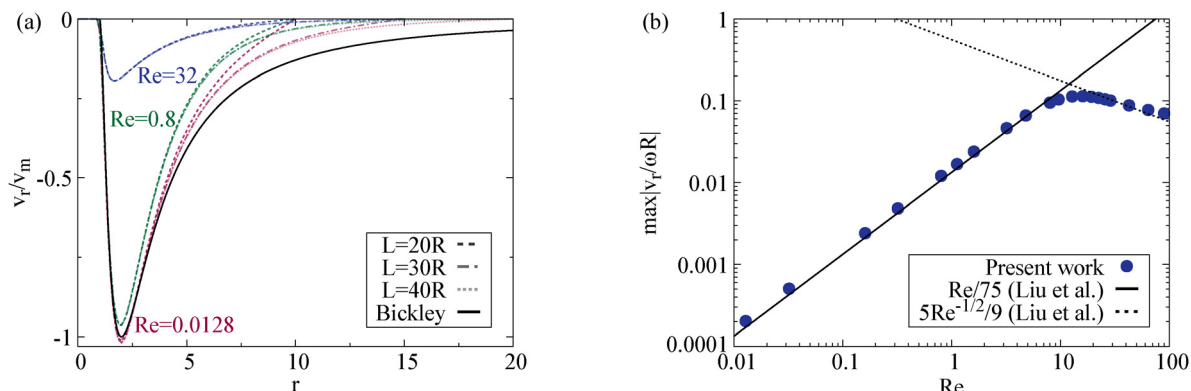 (a)
0
-0.5
-1
v_r/v_m
0
5
10
15
20
r
Re=32
Re=0.8
Re=0.0128
L=20R
L=30R
L=40R
Bickley
(b)
1
0.1
0.01
0.001
0.0001
max|v_r/ωR|
0.01
0.1
1
10
100
Re
Present work
Re/75 (Liu et al.)
5Re^{-1/2}/9 (Liu et al.)